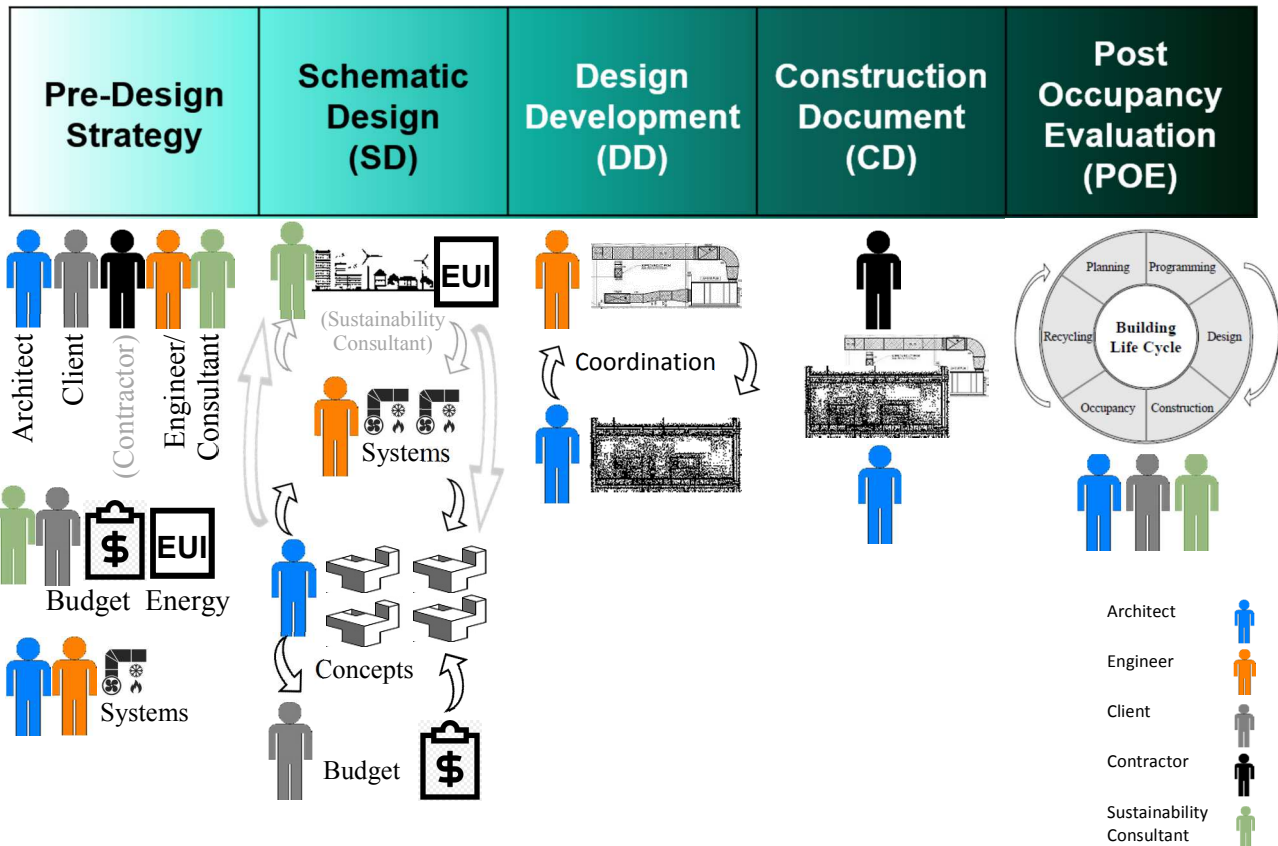 Pre-Design
Strategy
Schematic
Design
(SD)
Design
Development
(DD)
Construction
Document
(CD)
Post
Occupancy
Evaluation
(POE)
Architect
Client
(Contractor)
Engineer/
Consultant
$
EUI
Budget Energy
Systems
EUI
(Sustainability
Consultant)
Systems
Concepts
Budget
$
Coordination
Planning
Programming
Recycling
Building
Life Cycle
Design
Occupancy
Construction
Architect
Engineer
Client
Contractor
Sustainability
Consultant